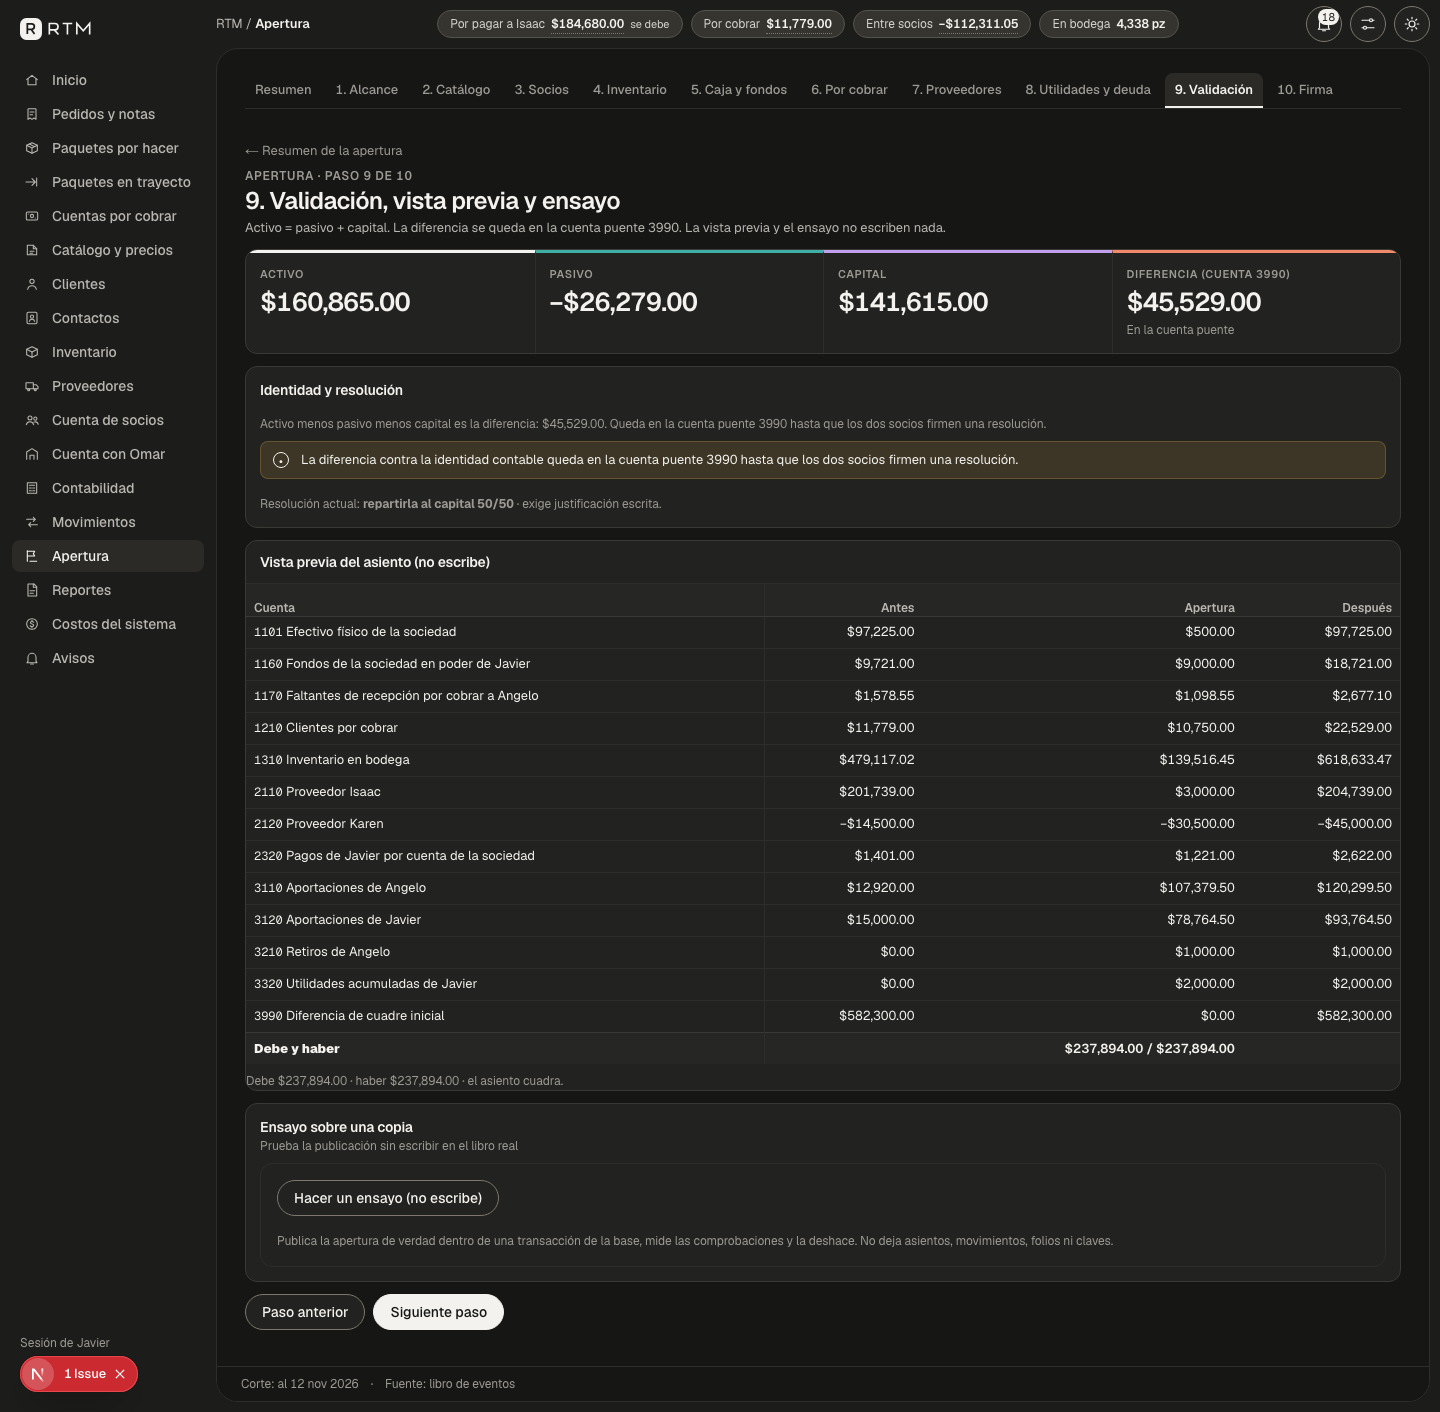 R RTM
RTM / Apertura
Por pagar a Isaac $184,680.00 se debe
Por cobrar $11,779.00
Entre socios −$112,311.05
En bodega 4,338 pz
18
Inicio
Pedidos y notas
Paquetes por hacer
Paquetes en trayecto
Cuentas por cobrar
Catálogo y precios
Clientes
Contactos
Inventario
Proveedores
Cuenta de socios
Cuenta con Omar
Contabilidad
Movimientos
Apertura
Reportes
Costos del sistema
Avisos
Sesión de Javier
N 1 Issue
Resumen 1. Alcance 2. Catálogo 3. Socios 4. Inventario 5. Caja y fondos 6. Por cobrar 7. Proveedores 8. Utilidades y deuda 9. Validación 10. Firma
← Resumen de la apertura
APERTURA · PASO 9 DE 10
9. Validación, vista previa y ensayo
Activo = pasivo + capital. La diferencia se queda en la cuenta puente 3990. La vista previa y el ensayo no escriben nada.
ACTIVO
$160,865.00
PASIVO
−$26,279.00
CAPITAL
$141,615.00
DIFERENCIA (CUENTA 3990)
$45,529.00
En la cuenta puente
Identidad y resolución
Activo menos pasivo menos capital es la diferencia: $45,529.00. Queda en la cuenta puente 3990 hasta que los dos socios firmen una resolución.
La diferencia contra la identidad contable queda en la cuenta puente 3990 hasta que los dos socios firmen una resolución.
Resolución actual: repartirla al capital 50/50 · exige justificación escrita.
Vista previa del asiento (no escribe)
Cuenta Antes Apertura Después
1101 Efectivo físico de la sociedad $97,225.00 $500.00 $97,725.00
1160 Fondos de la sociedad en poder de Javier $9,721.00 $9,000.00 $18,721.00
1170 Faltantes de recepción por cobrar a Angelo $1,578.55 $1,098.55 $2,677.10
1210 Clientes por cobrar $11,779.00 $10,750.00 $22,529.00
1310 Inventario en bodega $479,117.02 $139,516.45 $618,633.47
2110 Proveedor Isaac $201,739.00 $3,000.00 $204,739.00
2120 Proveedor Karen −$14,500.00 −$30,500.00 −$45,000.00
2320 Pagos de Javier por cuenta de la sociedad $1,401.00 $1,221.00 $2,622.00
3110 Aportaciones de Angelo $12,920.00 $107,379.50 $120,299.50
3120 Aportaciones de Javier $15,000.00 $78,764.50 $93,764.50
3210 Retiros de Angelo $0.00 $1,000.00 $1,000.00
3320 Utilidades acumuladas de Javier $0.00 $2,000.00 $2,000.00
3990 Diferencia de cuadre inicial $582,300.00 $0.00 $582,300.00
Debe y haber $237,894.00 / $237,894.00
Debe $237,894.00 · haber $237,894.00 · el asiento cuadra.
Ensayo sobre una copia
Prueba la publicación sin escribir en el libro real
Hacer un ensayo (no escribe)
Publica la apertura de verdad dentro de una transacción de la base, mide las comprobaciones y la deshace. No deja asientos, movimientos, folios ni claves.
Paso anterior
Siguiente paso
Corte: al 12 nov 2026 · Fuente: libro de eventos